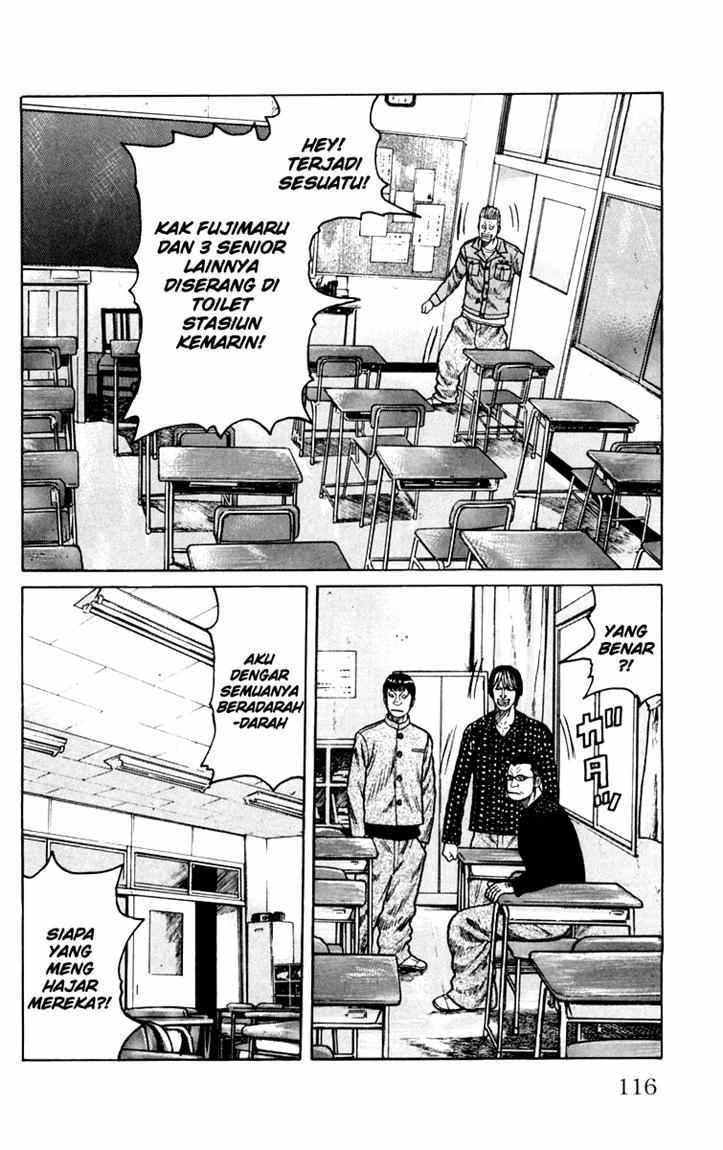 HEY!
TERJADI
SESUATU!
KAK FUJIMARU
DAN 3 SENIOR
LAINNYA
DISERANG DI
TOILET
STASIUN
KEMARIN!
YANG
BENAR
?!
ガタッ
AKU
DENGAR
SEMUANYA
BERADARAH
-DARAH
SIAPA
YANG
MENG
HAJAR
MEREKA?!
116